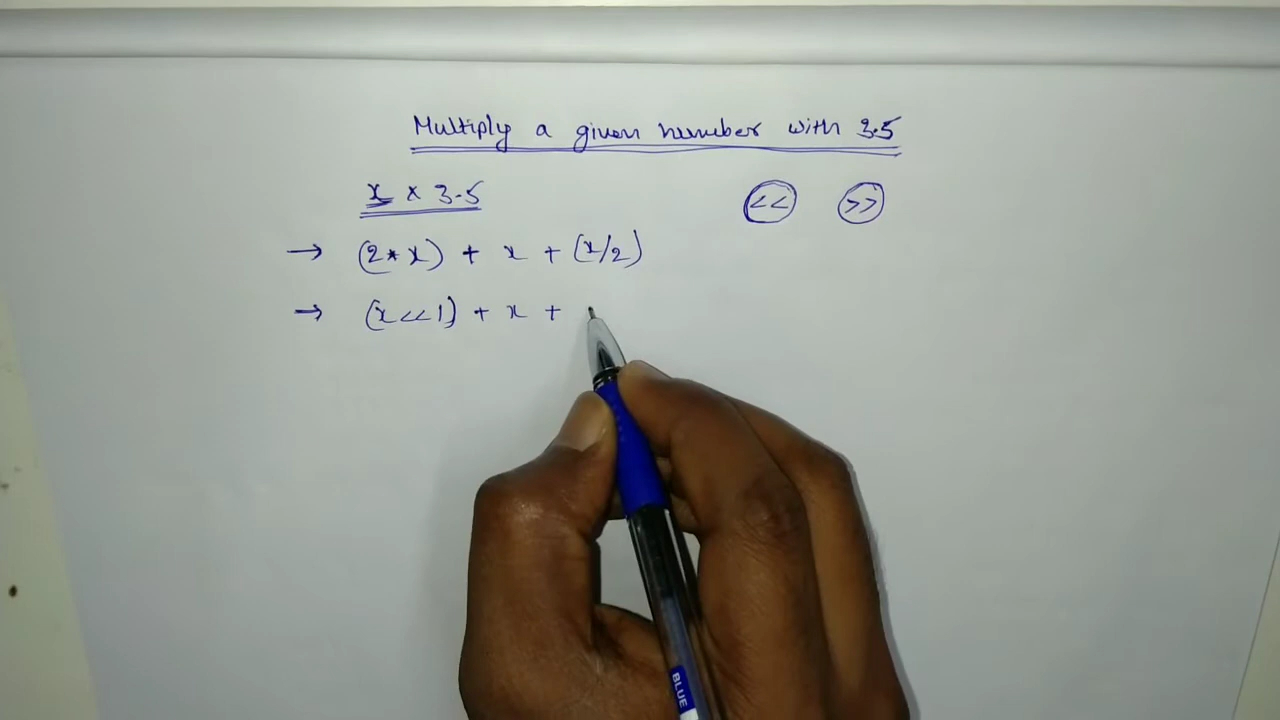 Multiply a given number with 3.5
x × 3.5
<< >>
→ (2*x) + x + (x/2)
→ (x<<1) + x +
BLUE